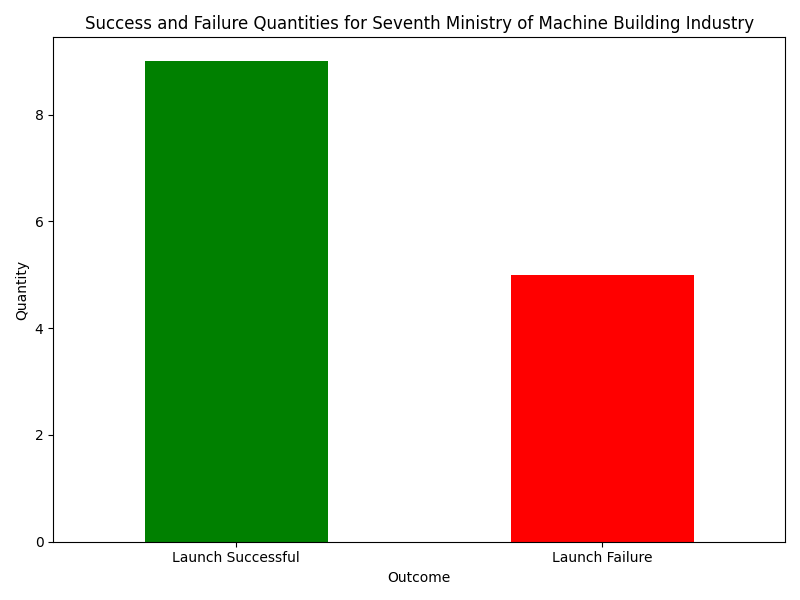 Success and Failure Quantities for Seventh Ministry of Machine Building Industry
Quantity
8
6
4
2
0
Launch Successful
Launch Failure
Outcome